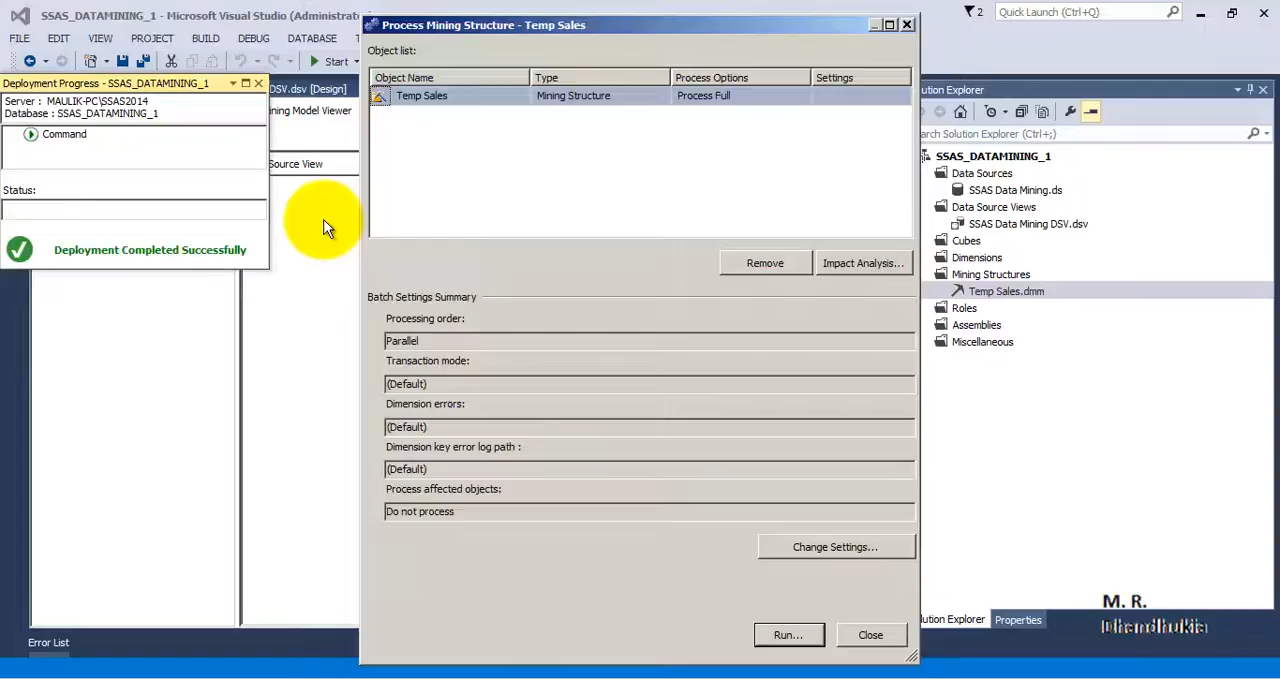 SSAS_DATAMINING_1 - Microsoft Visual Studio (Administrat
Process Mining Structure - Temp Sales
2
Quick Launch (Ctrl+Q)
FILE EDIT VIEW PROJECT BUILD DEBUG DATABASE
Start
Object list:
Deployment Progress - SSAS_DATAMINING_1
DSV.dsv [Design]
Object Name Type Process Options Settings
Temp Sales Mining Structure Process Full
Server : MAULIK-PC\SSAS2014
Database : SSAS_DATAMINING_1
Command
ining Model Viewer
Source View
Status:
Deployment Completed Successfully
Remove Impact Analysis...
Batch Settings Summary
Processing order:
Parallel
Transaction mode:
(Default)
Dimension errors:
(Default)
Dimension key error log path :
(Default)
Process affected objects:
Do not process
Change Settings...
Run... Close
ution Explorer
arch Solution Explorer (Ctrl+;)
SSAS_DATAMINING_1
Data Sources
SSAS Data Mining.ds
Data Source Views
SSAS Data Mining DSV.dsv
Cubes
Dimensions
Mining Structures
Temp Sales.dmm
Roles
Assemblies
Miscellaneous
M. R.
Dhandhukia
ution Explorer Properties
Error List